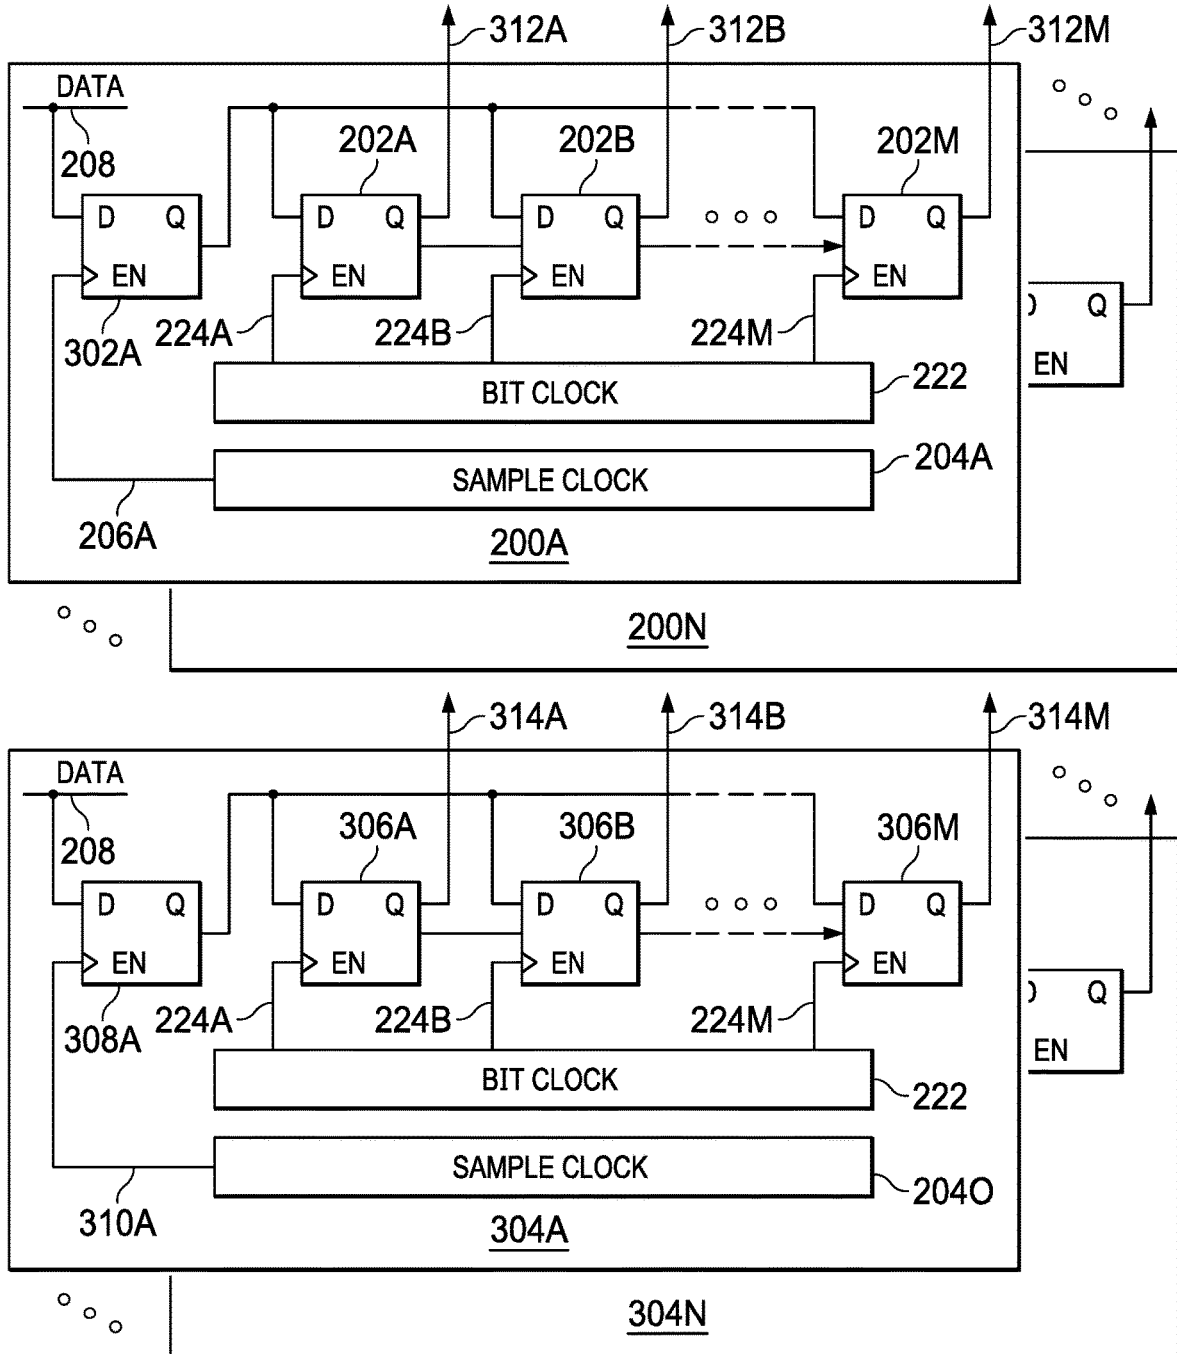 312A 312B 312M
DATA
208 202A 202B 202M
D Q D Q D Q D Q
EN EN EN EN
Q
302A 224A 224B 224M
EN
BIT CLOCK 222
SAMPLE CLOCK 204A
206A 200A
200N
314A 314B 314M
DATA
208 306A 306B 306M
D Q D Q D Q D Q
EN EN EN EN
Q
308A 224A 224B 224M
EN
BIT CLOCK 222
SAMPLE CLOCK 204O
310A 304A
304N